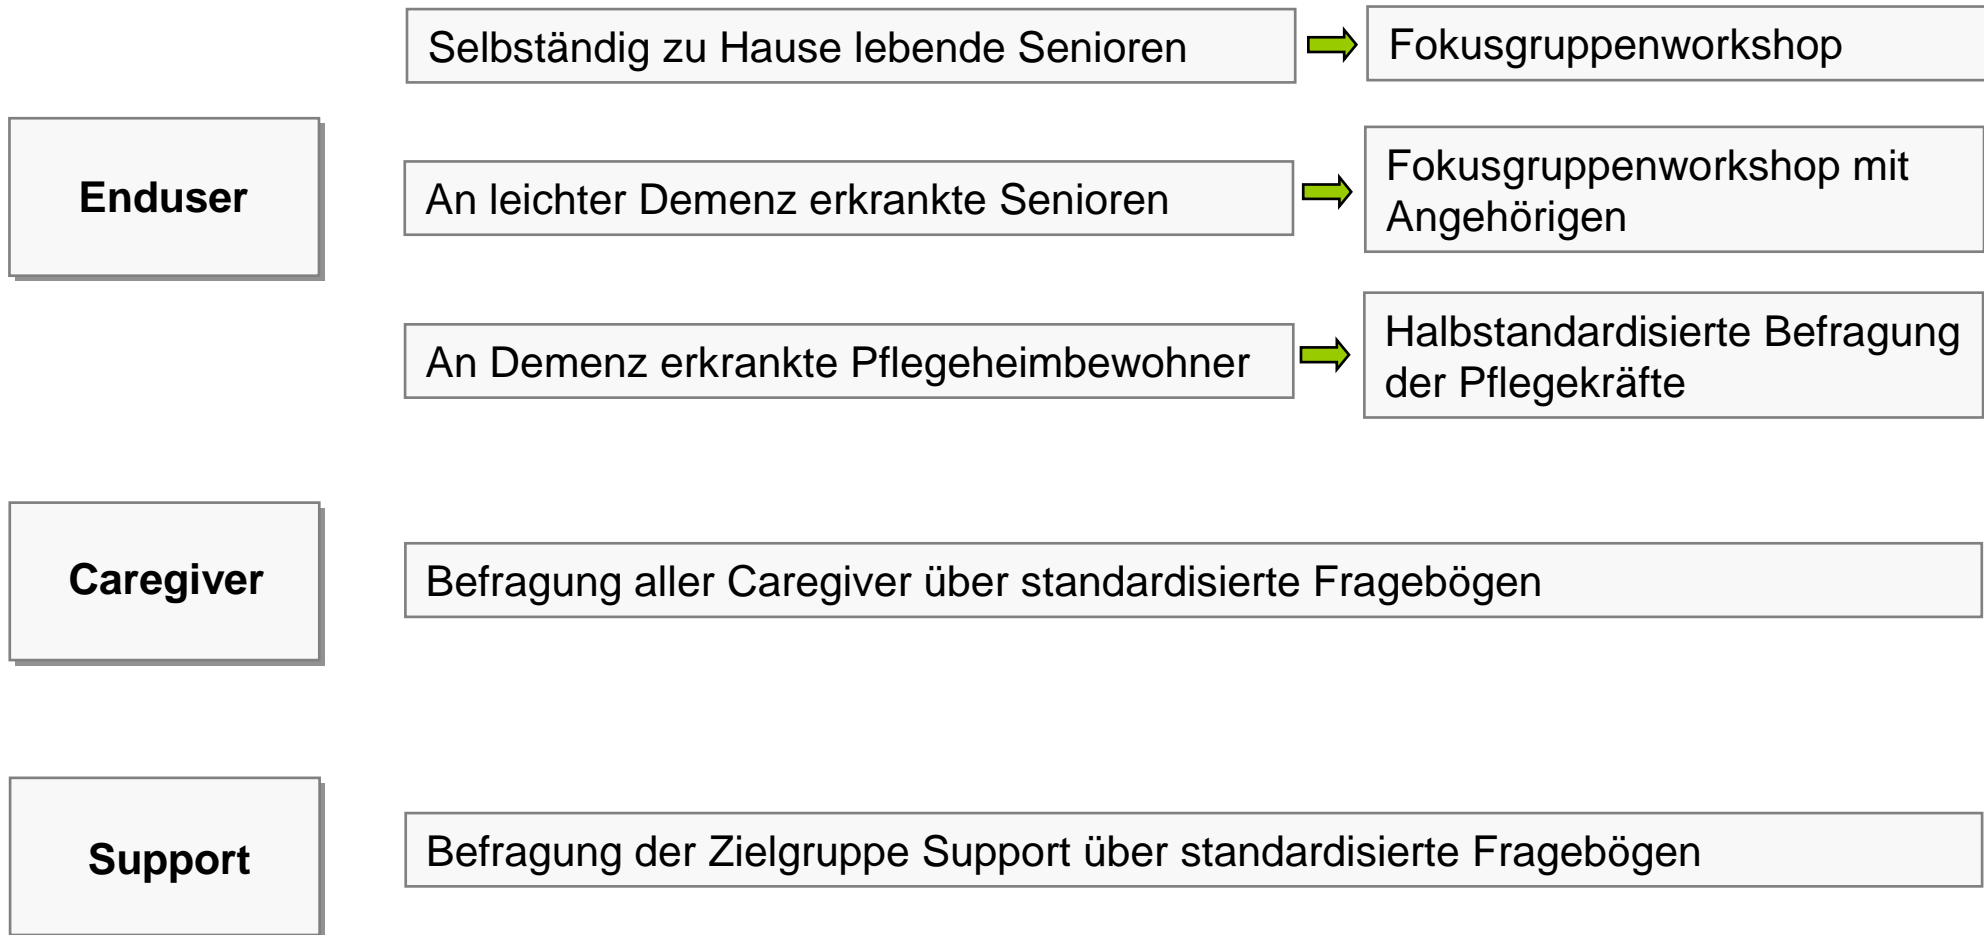 Selbständig zu Hause lebende Senioren
Fokusgruppenworkshop
Enduser
An leichter Demenz erkrankte Senioren
Fokusgruppenworkshop mit
Angehörigen
An Demenz erkrankte Pflegeheimbewohner
Halbstandardisierte Befragung
der Pflegekräfte
Caregiver
Befragung aller Caregiver über standardisierte Fragebögen
Support
Befragung der Zielgruppe Support über standardisierte Fragebögen